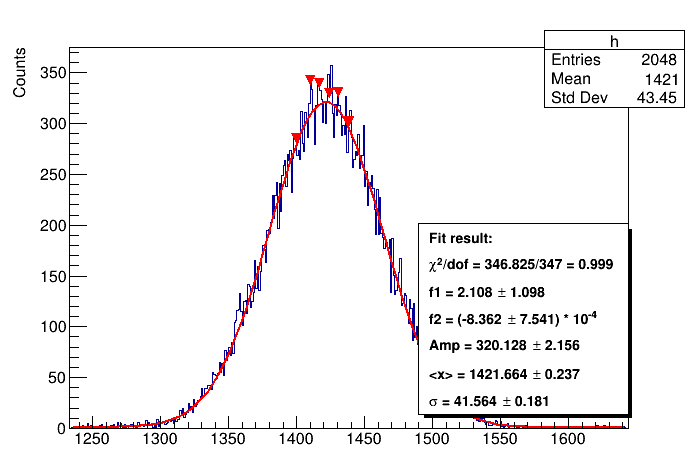 h
Entries 2048
Mean 1421
Std Dev 43.45
Counts
350
300
250
200
150
100
50
0
Fit result:
χ²/dof = 346.825/347 = 0.999
f1 = 2.108 ± 1.098
f2 = (-8.362 ± 7.541) * 10⁻⁴
Amp = 320.128 ± 2.156
<x> = 1421.664 ± 0.237
σ = 41.564 ± 0.181
1250 1300 1350 1400 1450 1500 1550 1600